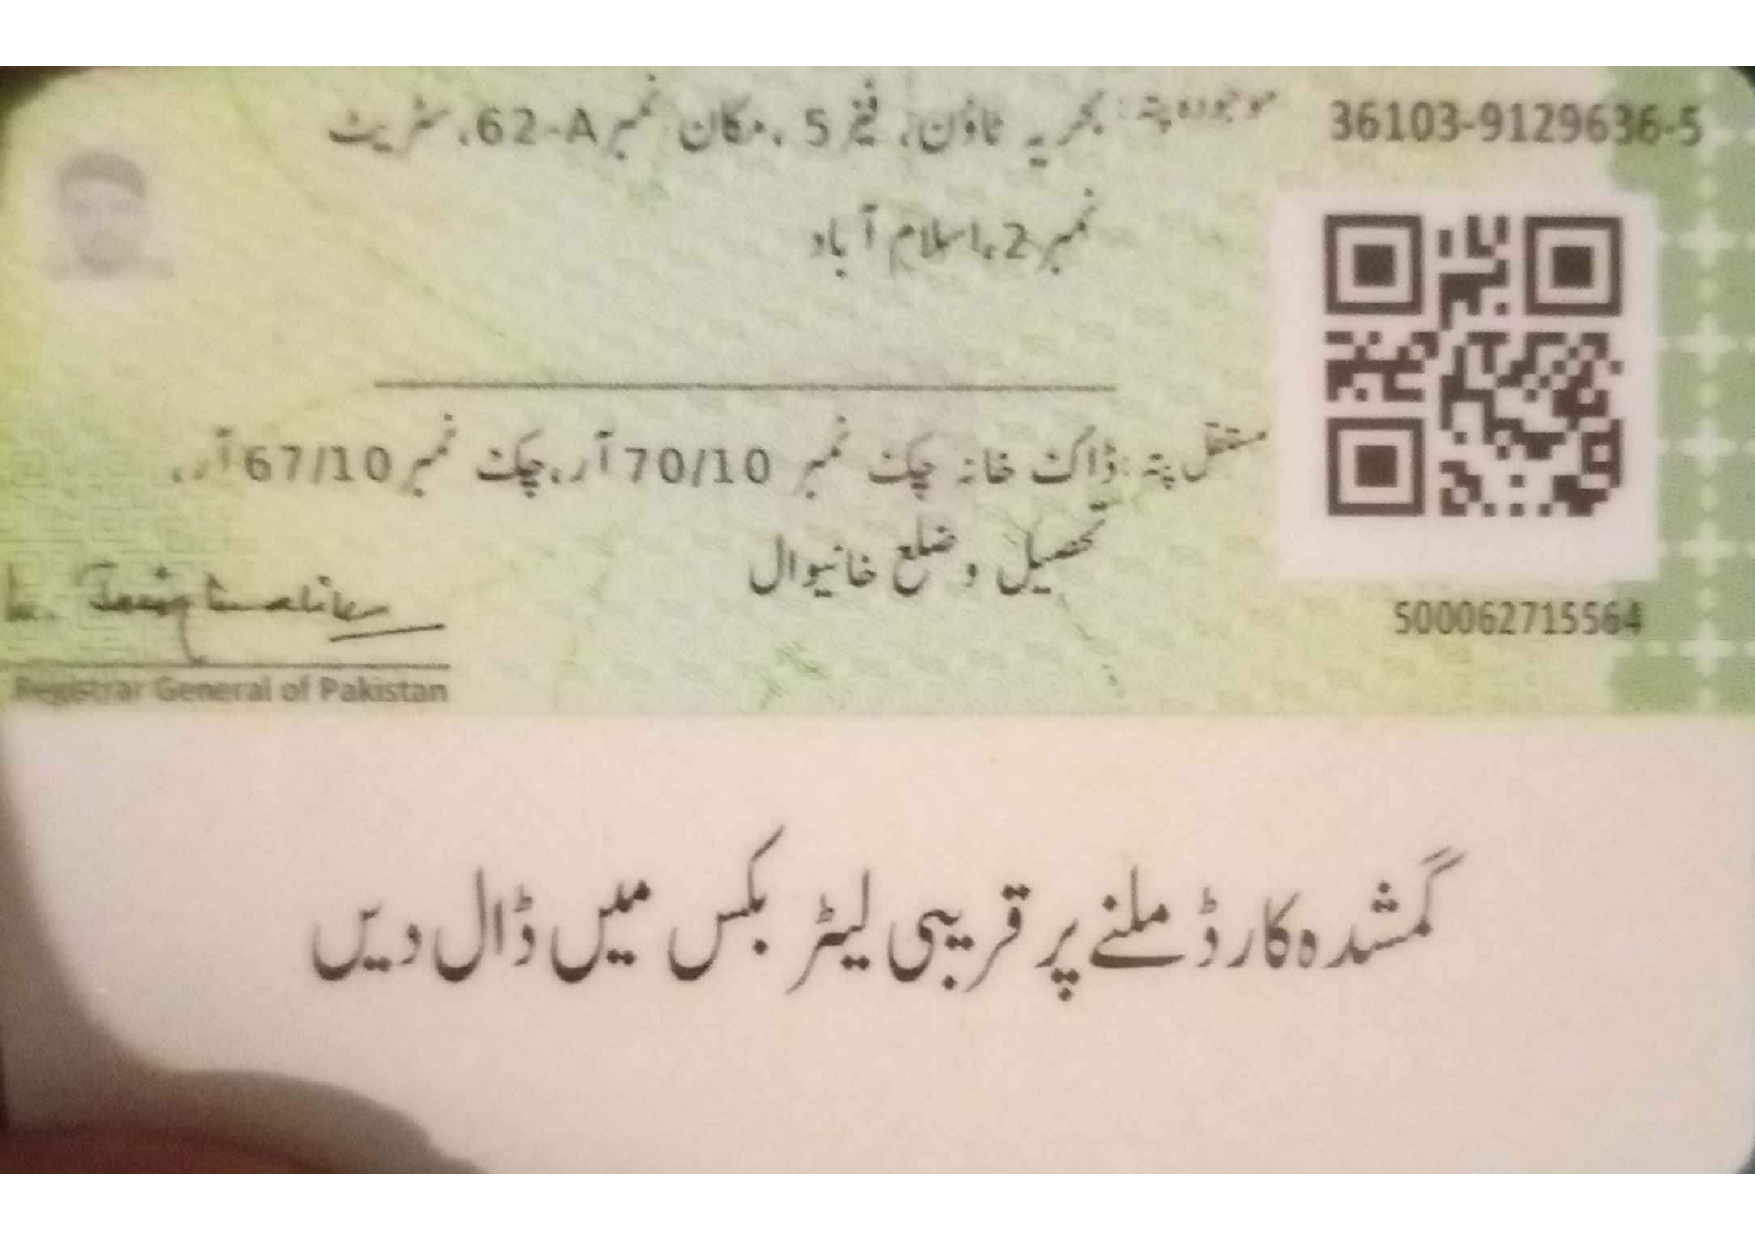 36103-9129636-5
موجودہ پتہ: بحریہ ٹاؤن، فیز 5 ،مکان نمبر 62-A، سٹریٹ
نمبر 2،اسلام آباد
مستقل پتہ: ڈاک خانہ چک نمبر 70/10 آر،چک نمبر 67/10 آر،
تحصیل و ضلع خانیوال
500062715564
Registrar General of Pakistan
گمشدہ کارڈ ملنے پر قریبی لیٹر بکس میں ڈال دیں